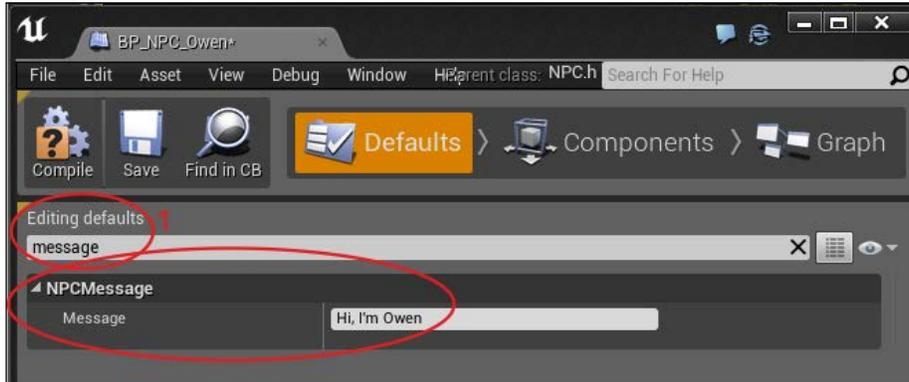 BP_NPC_Owen*
File Edit Asset View Debug Window Help Parent class: NPC.h Search For Help
Compile Save Find in CB Defaults Components Graph
Editing defaults 1
message
NPCMessage
Message Hi, I'm Owen